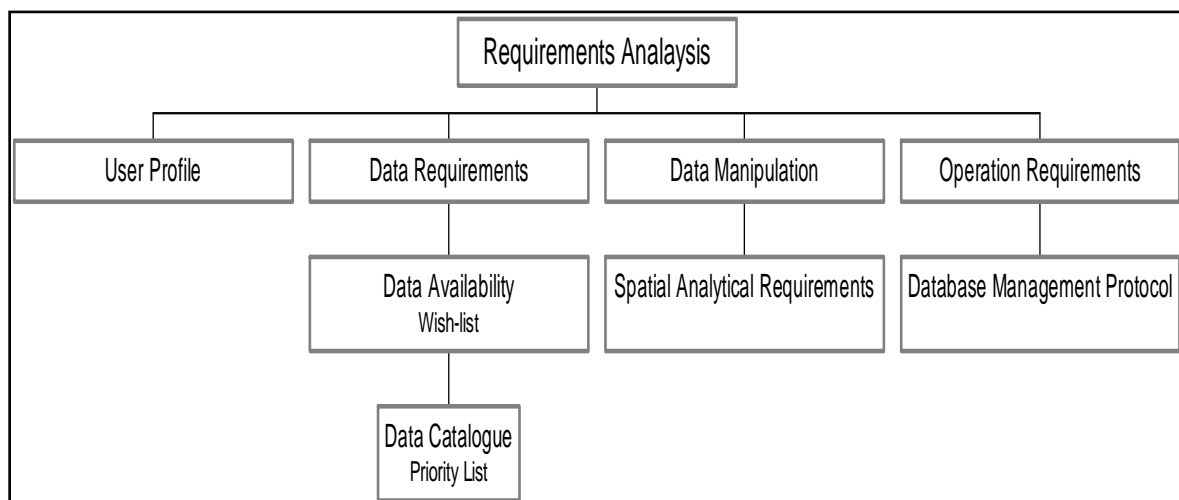 Requirements Analaysis
User Profile
Data Requirements
Data Manipulation
Operation Requirements
Data Availability
Wish-list
Spatial Analytical Requirements
Database Management Protocol
Data Catalogue
Priority List